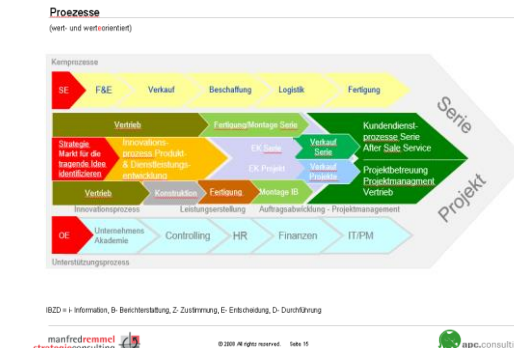 Proezesse
(wert- und werteorientiert)
Kernprozesse
SE
F&E
Verkauf
Beschaffung
Logistik
Fertigung
Serie
Vertrieb
Fertigung/Montage Serie
Kundendienst-
prozesse Serie
After Sale Service
Strategie
Markt für die
tragende Idee
identifizieren
Innovations-
prozess Produkt-
& Dienstleistungs-
entwicklung
EK Serie
Verkauf
Serie
EK Projekt
Verkauf
Projekte
Projektbetreuung
Projektmanagment
Vertrieb
Projekt
Vertrieb
Konstruktion
Fertigung
Montage IB
Innovationsprozess
Leistungserstellung
Auftragsabwicklung - Projektmanagement
OE
Unternehmens
Akademie
Controlling
HR
Finanzen
IT/PM
Unterstützungsprozess
IBZD = i- Information, B- Berichterstattung, Z- Zustimmung, E- Entscheidung, D- Durchführung
manfredremmel
strategieconsulting
© 2009 All rights reserved. Seite 15
apc.consulti